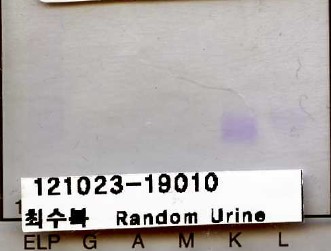 121023-19010
최수복 Random Urine
ELP G A M K L